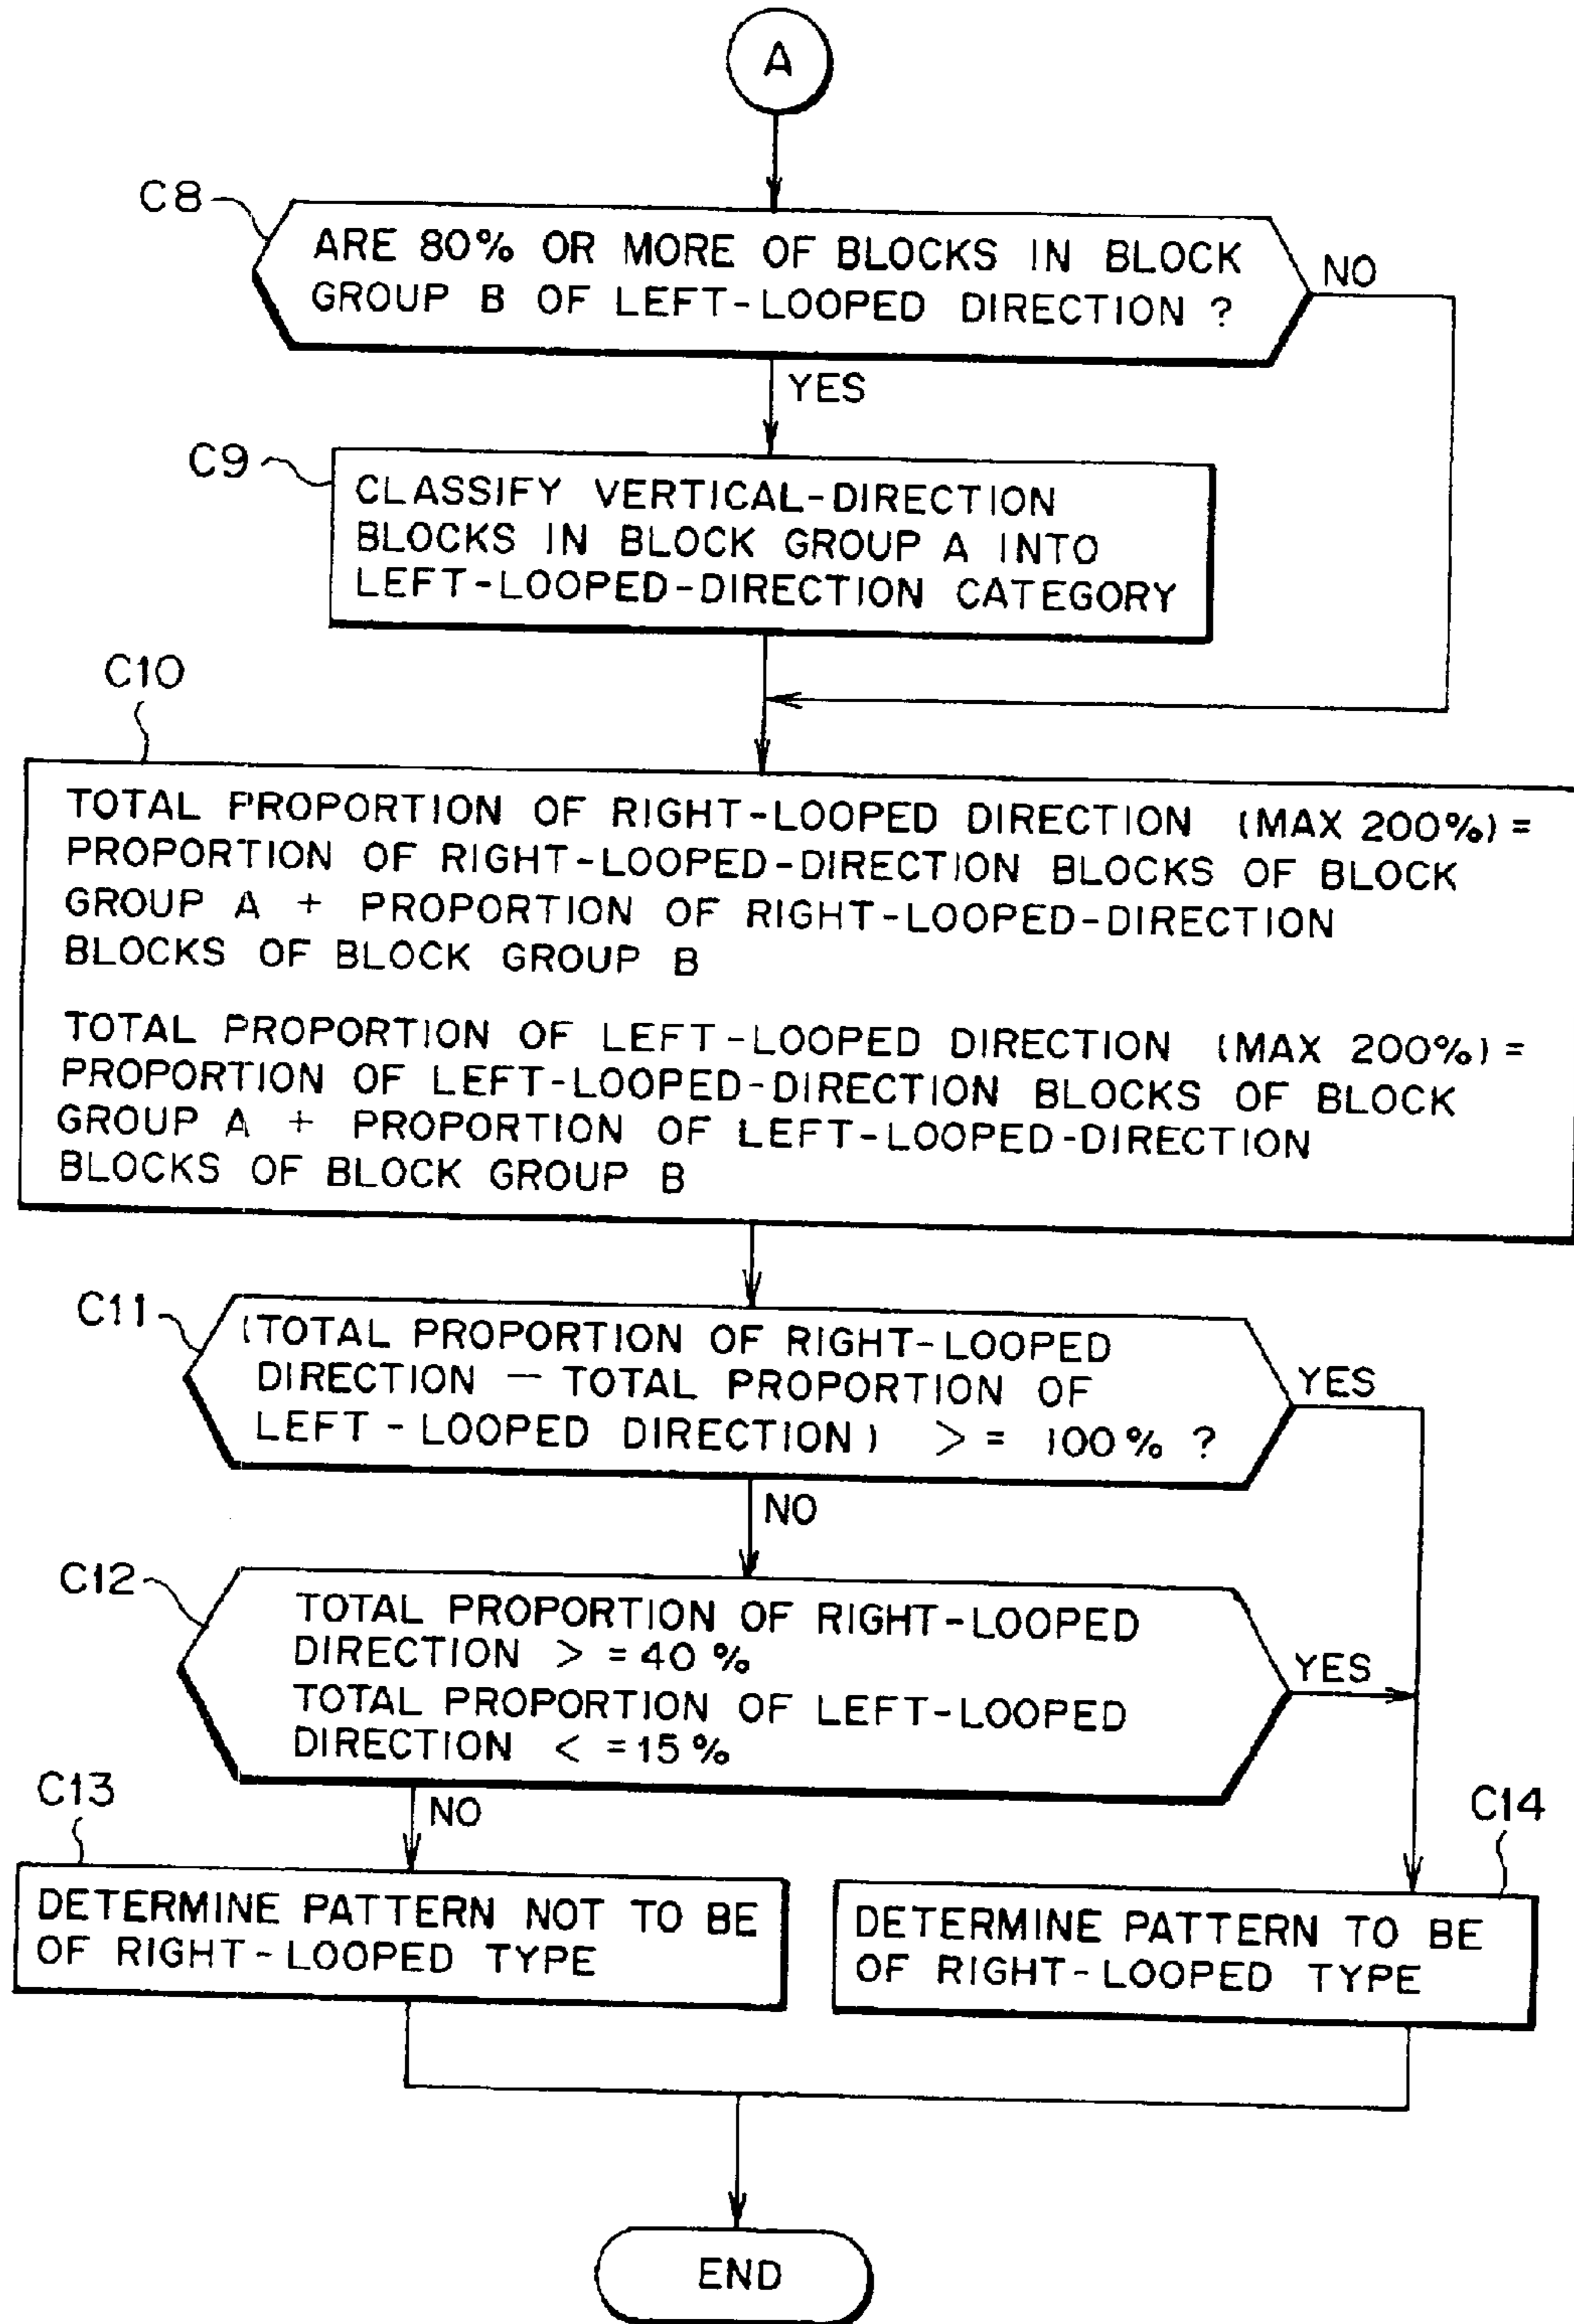 A
C8
ARE 80% OR MORE OF BLOCKS IN BLOCK
GROUP B OF LEFT-LOOPED DIRECTION ?
NO
YES
C9
CLASSIFY VERTICAL-DIRECTION
BLOCKS IN BLOCK GROUP A INTO
LEFT-LOOPED-DIRECTION CATEGORY
C10
TOTAL PROPORTION OF RIGHT-LOOPED DIRECTION (MAX 200%) =
PROPORTION OF RIGHT-LOOPED-DIRECTION BLOCKS OF BLOCK
GROUP A + PROPORTION OF RIGHT-LOOPED-DIRECTION
BLOCKS OF BLOCK GROUP B
TOTAL PROPORTION OF LEFT-LOOPED DIRECTION (MAX 200%) =
PROPORTION OF LEFT-LOOPED-DIRECTION BLOCKS OF BLOCK
GROUP A + PROPORTION OF LEFT-LOOPED-DIRECTION
BLOCKS OF BLOCK GROUP B
C11
(TOTAL PROPORTION OF RIGHT-LOOPED
DIRECTION — TOTAL PROPORTION OF
LEFT-LOOPED DIRECTION) >= 100% ?
YES
NO
C12
TOTAL PROPORTION OF RIGHT-LOOPED
DIRECTION >=40%
TOTAL PROPORTION OF LEFT-LOOPED
DIRECTION <=15%
YES
NO
C13
DETERMINE PATTERN NOT TO BE
OF RIGHT-LOOPED TYPE
C14
DETERMINE PATTERN TO BE
OF RIGHT-LOOPED TYPE
END